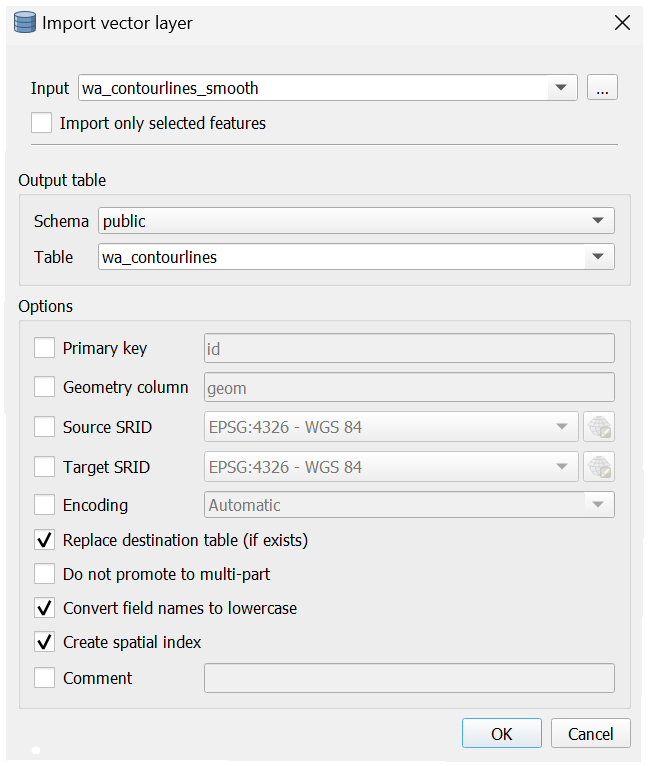 Import vector layer
Input wa_contourlines_smooth ...
Import only selected features
Output table
Schema public
Table wa_contourlines
Options
Primary key id
Geometry column geom
Source SRID EPSG:4326 - WGS 84
Target SRID EPSG:4326 - WGS 84
Encoding Automatic
Replace destination table (if exists)
Do not promote to multi-part
Convert field names to lowercase
Create spatial index
Comment
OK Cancel